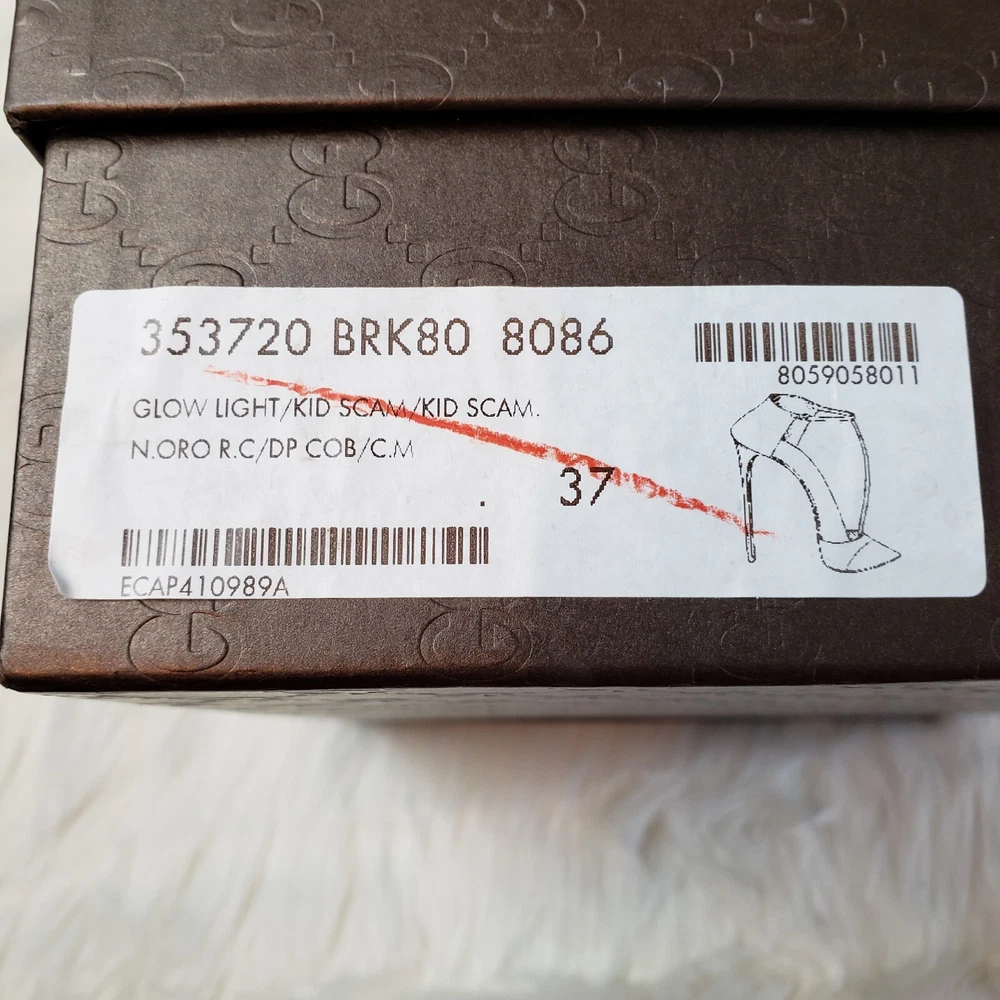 353720 BRK80 8086
8059058011
GLOW LIGHT/KID SCAM/KID SCAM.
N.ORO R.C/DP COB/C.M
. 37
ECAP410989A